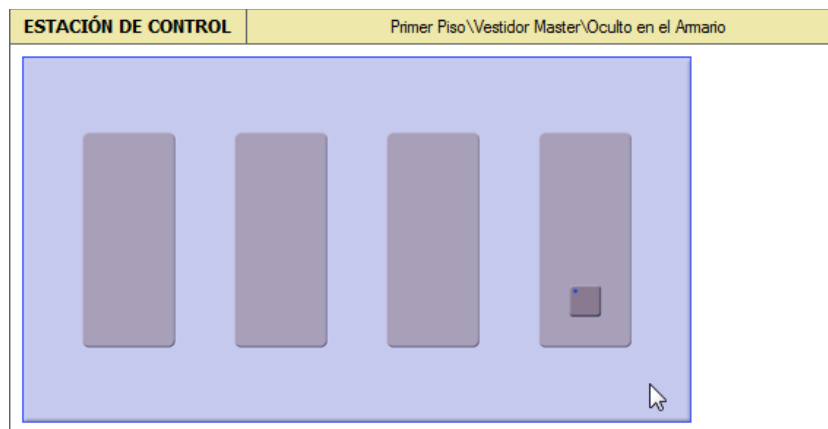 ESTACIÓN DE CONTROL
Primer Piso\Vestidor Master\Oculto en el Armario